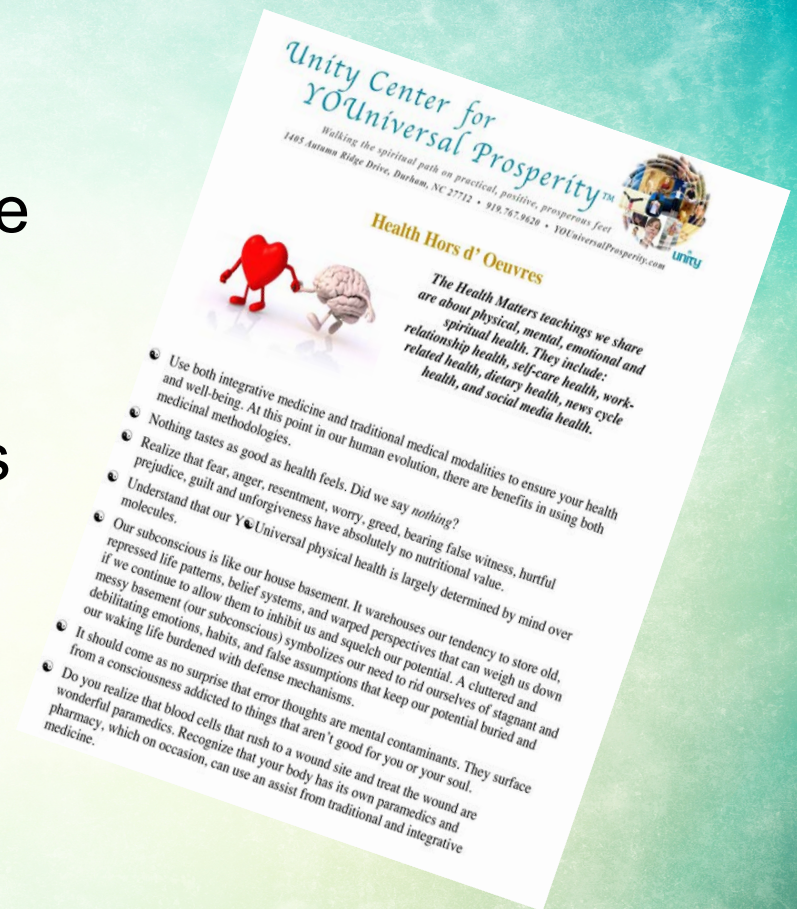 e
s
Unity Center for
YOUniversal Prosperity™
Walking the spiritual path on practical, positive, prosperous feet
1405 Autumn Ridge Drive, Durham, NC 27712 • 919.767.9620 • YOUniversalProsperity.com
unity
Health Hors d' Oeuvres
The Health Matters teachings we share
are about physical, mental, emotional and
spiritual health. They include:
relationship health, self-care health, work-
related health, dietary health, news cycle
health, and social media health.
Use both integrative medicine and traditional medical modalities to ensure your health
and well-being. At this point in our human evolution, there are benefits in using both
medicinal methodologies.
Nothing tastes as good as health feels. Did we say nothing?
Realize that fear, anger, resentment, worry, greed, bearing false witness, hurtful
prejudice, guilt and unforgiveness have absolutely no nutritional value.
Understand that our Y☯Universal physical health is largely determined by mind over
molecules.
Our subconscious is like our house basement. It warehouses our tendency to store old,
repressed life patterns, belief systems, and warped perspectives that can weigh us down
if we continue to allow them to inhibit us and squelch our potential. A cluttered and
messy basement (our subconscious) symbolizes our need to rid ourselves of stagnant and
debilitating emotions, habits, and false assumptions that keep our potential buried and
our waking life burdened with defense mechanisms.
It should come as no surprise that error thoughts are mental contaminants. They surface
from a consciousness addicted to things that aren't good for you or your soul.
Do you realize that blood cells that rush to a wound site and treat the wound are
wonderful paramedics. Recognize that your body has its own paramedics and
pharmacy, which on occasion, can use an assist from traditional and integrative
medicine.